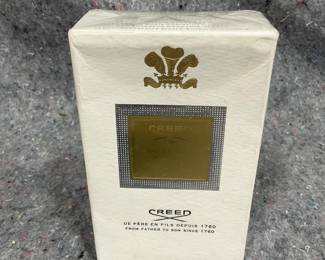 CREED
CREED
DE PÈRE EN FILS DEPUIS 1760
FROM FATHER TO SON SINCE 1760